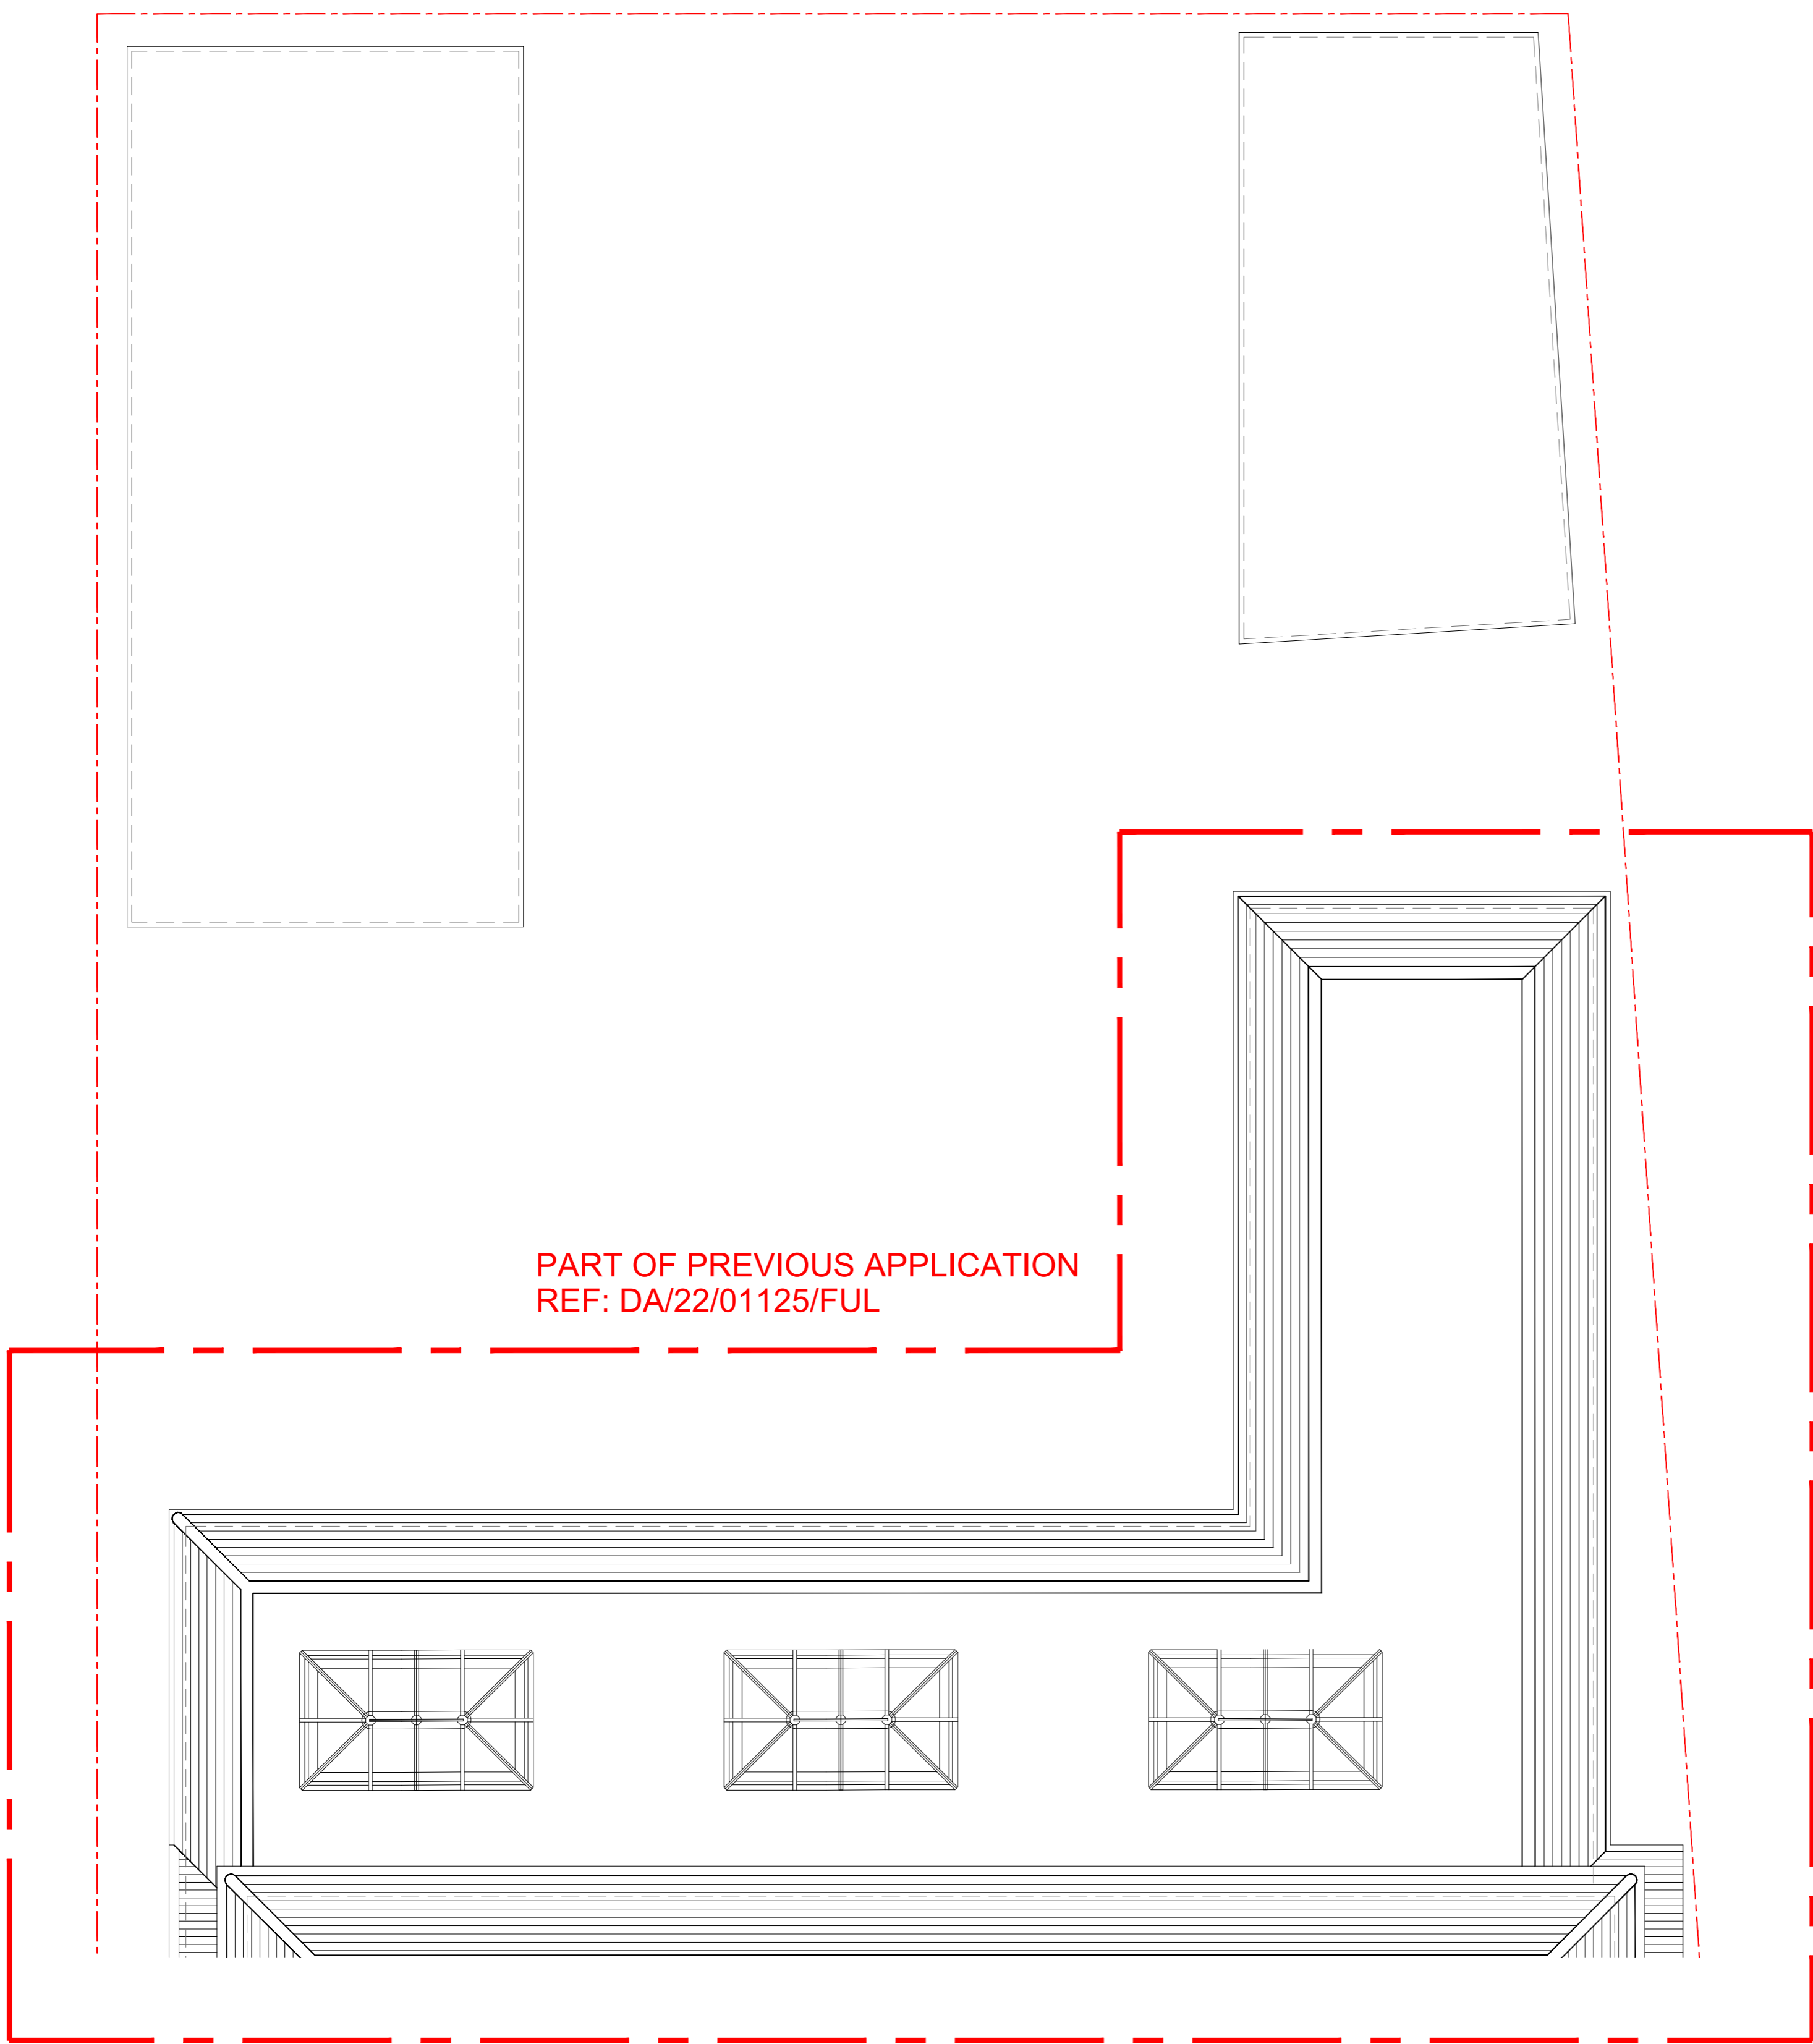 PART OF PREVIOUS APPLICATION
REF: DA/22/01125/FUL